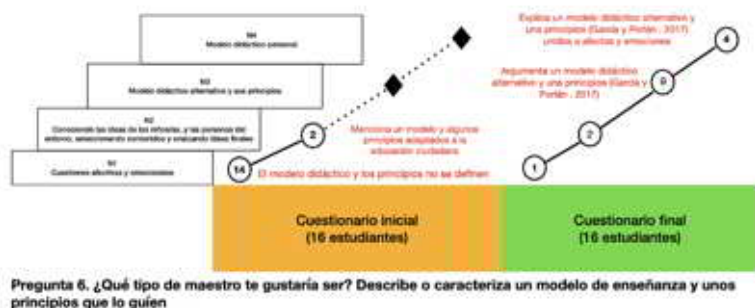 N4
Modelo didáctico personal
N3
Modelo didáctico alternativo y sus principios
N2
Considerando las ideas de los referentes, y las personas del
entorno, seleccionando contenidos y evaluando ideas finales
N1
Cuestiones afectivas y emocionales
14
2
Menciona un modelo y algunos
principios adaptados a la
educación ciudadana
El modelo didáctico y los principios no se definen
Explica un modelo didáctico alternativo y
una principios (García y Porlán, 2017)
unidos a afectos y emociones
Argumenta un modelo didáctico
alternativo y una principios (García y
Porlán, 2017)
4
9
2
1
Cuestionario inicial
(16 estudiantes)
Cuestionario final
(16 estudiantes)
Pregunta 6. ¿Qué tipo de maestro te gustaría ser? Describe o caracteriza un modelo de enseñanza y unos
principios que lo guíen